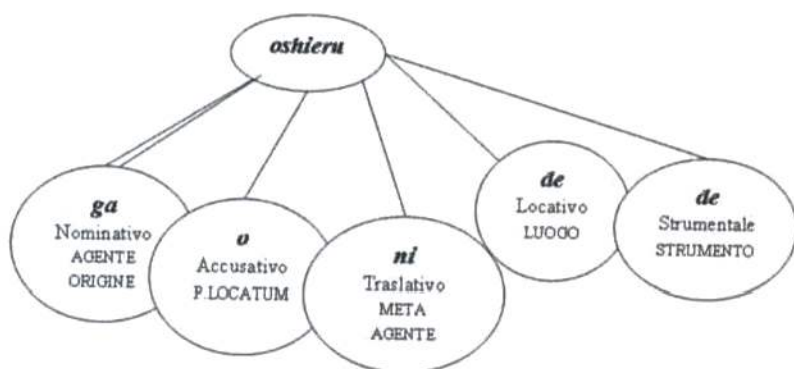 oshieru
ga
Nominativo
AGENTE
ORIGINE
o
Accusativo
P.LOCATUM
ni
Traslativo
META
AGENTE
de
Locativo
LUOGO
de
Strumentale
STRUMENTO